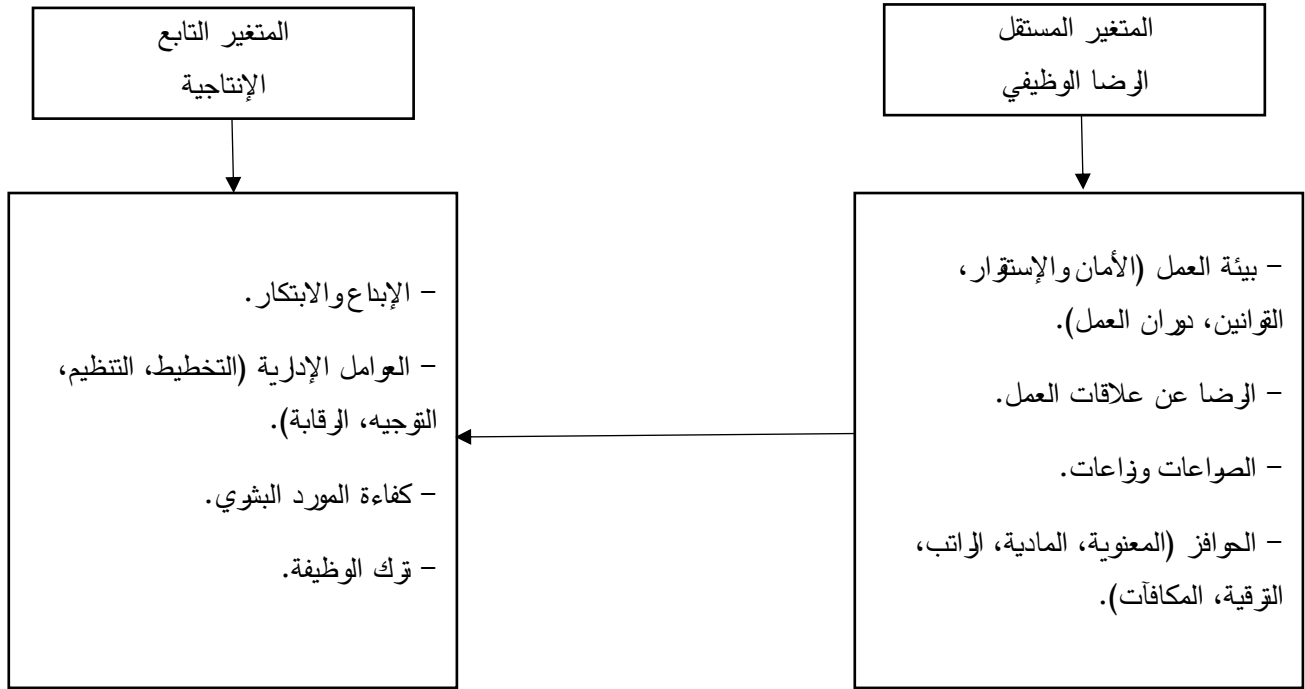 المتغير المستقل
الرضا الوظيفي
- بيئة العمل (الأمان والإستقرار،
القوانين، دوران العمل).
- الرضا عن علاقات العمل.
- الصراعات ونزاعات.
- الحوافز (المعنوية، المادية، الراتب،
الترقية، المكافآت).
المتغير التابع
الإنتاجية
- الإبداع والابتكار.
- العوامل الإدارية (التخطيط، التنظيم،
التوجيه، الرقابة).
- كفاءة المورد البشري.
- ترك الوظيفة.